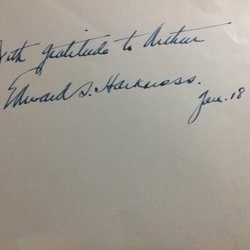 With gratitude to Arthur
Edward S. Harkness.
Jan. 18